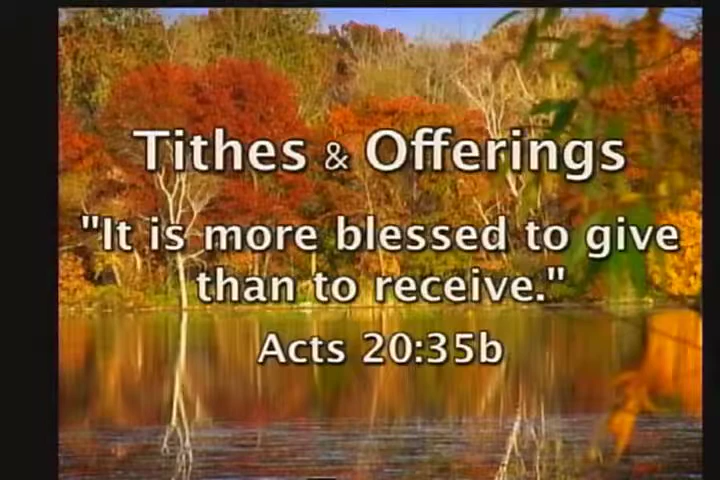 Tithes & Offerings
"It is more blessed to give
than to receive."
Acts 20:35b